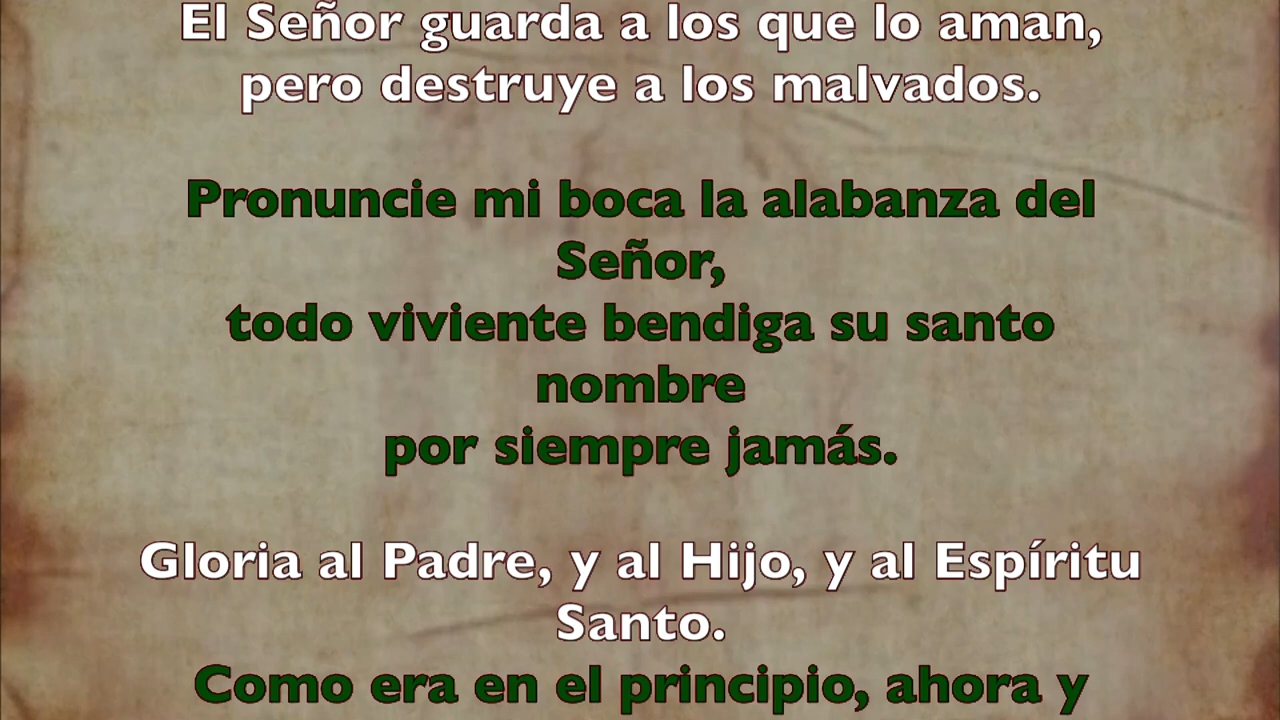 El Señor guarda a los que lo aman,
pero destruye a los malvados.
Pronuncie mi boca la alabanza del
Señor,
todo viviente bendiga su santo
nombre
por siempre jamás.
Gloria al Padre, y al Hijo, y al Espíritu
Santo.
Como era en el principio, ahora y